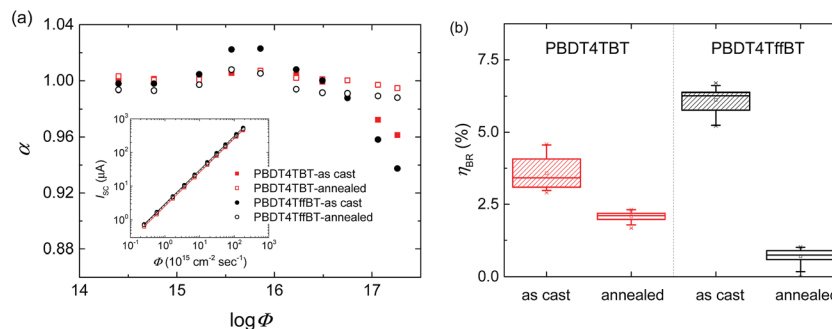 (a)
1.04
1.00
0.96
0.92
0.88
α
14
15
16
17
logΦ
10³
10²
10¹
10⁰
I_SC (µA)
10⁻¹ 10⁰ 10¹ 10² 10³
Φ (10¹⁵ cm⁻² sec⁻¹)
PBDT4TBT-as cast
PBDT4TBT-annealed
PBDT4TffBT-as cast
PBDT4TffBT-annealed
(b)
7.5
5.0
2.5
0.0
η_BR (%)
PBDT4TBT
PBDT4TffBT
as cast
annealed
as cast
annealed